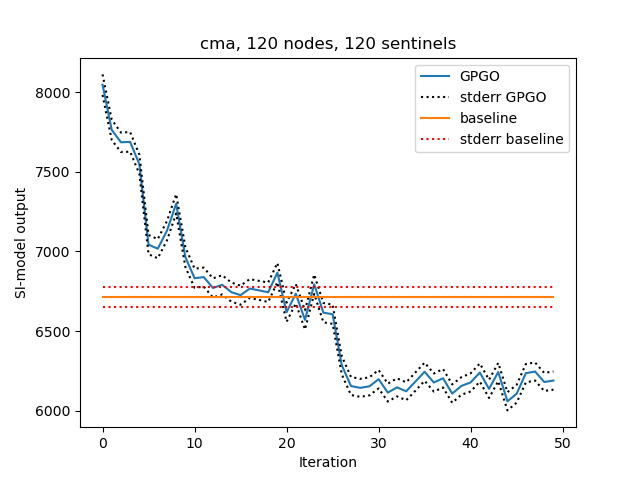 cma, 120 nodes, 120 sentinels
GPGO
stderr GPGO
baseline
stderr baseline
SI-model output
8000
7500
7000
6500
6000
0 10 20 30 40 50
Iteration